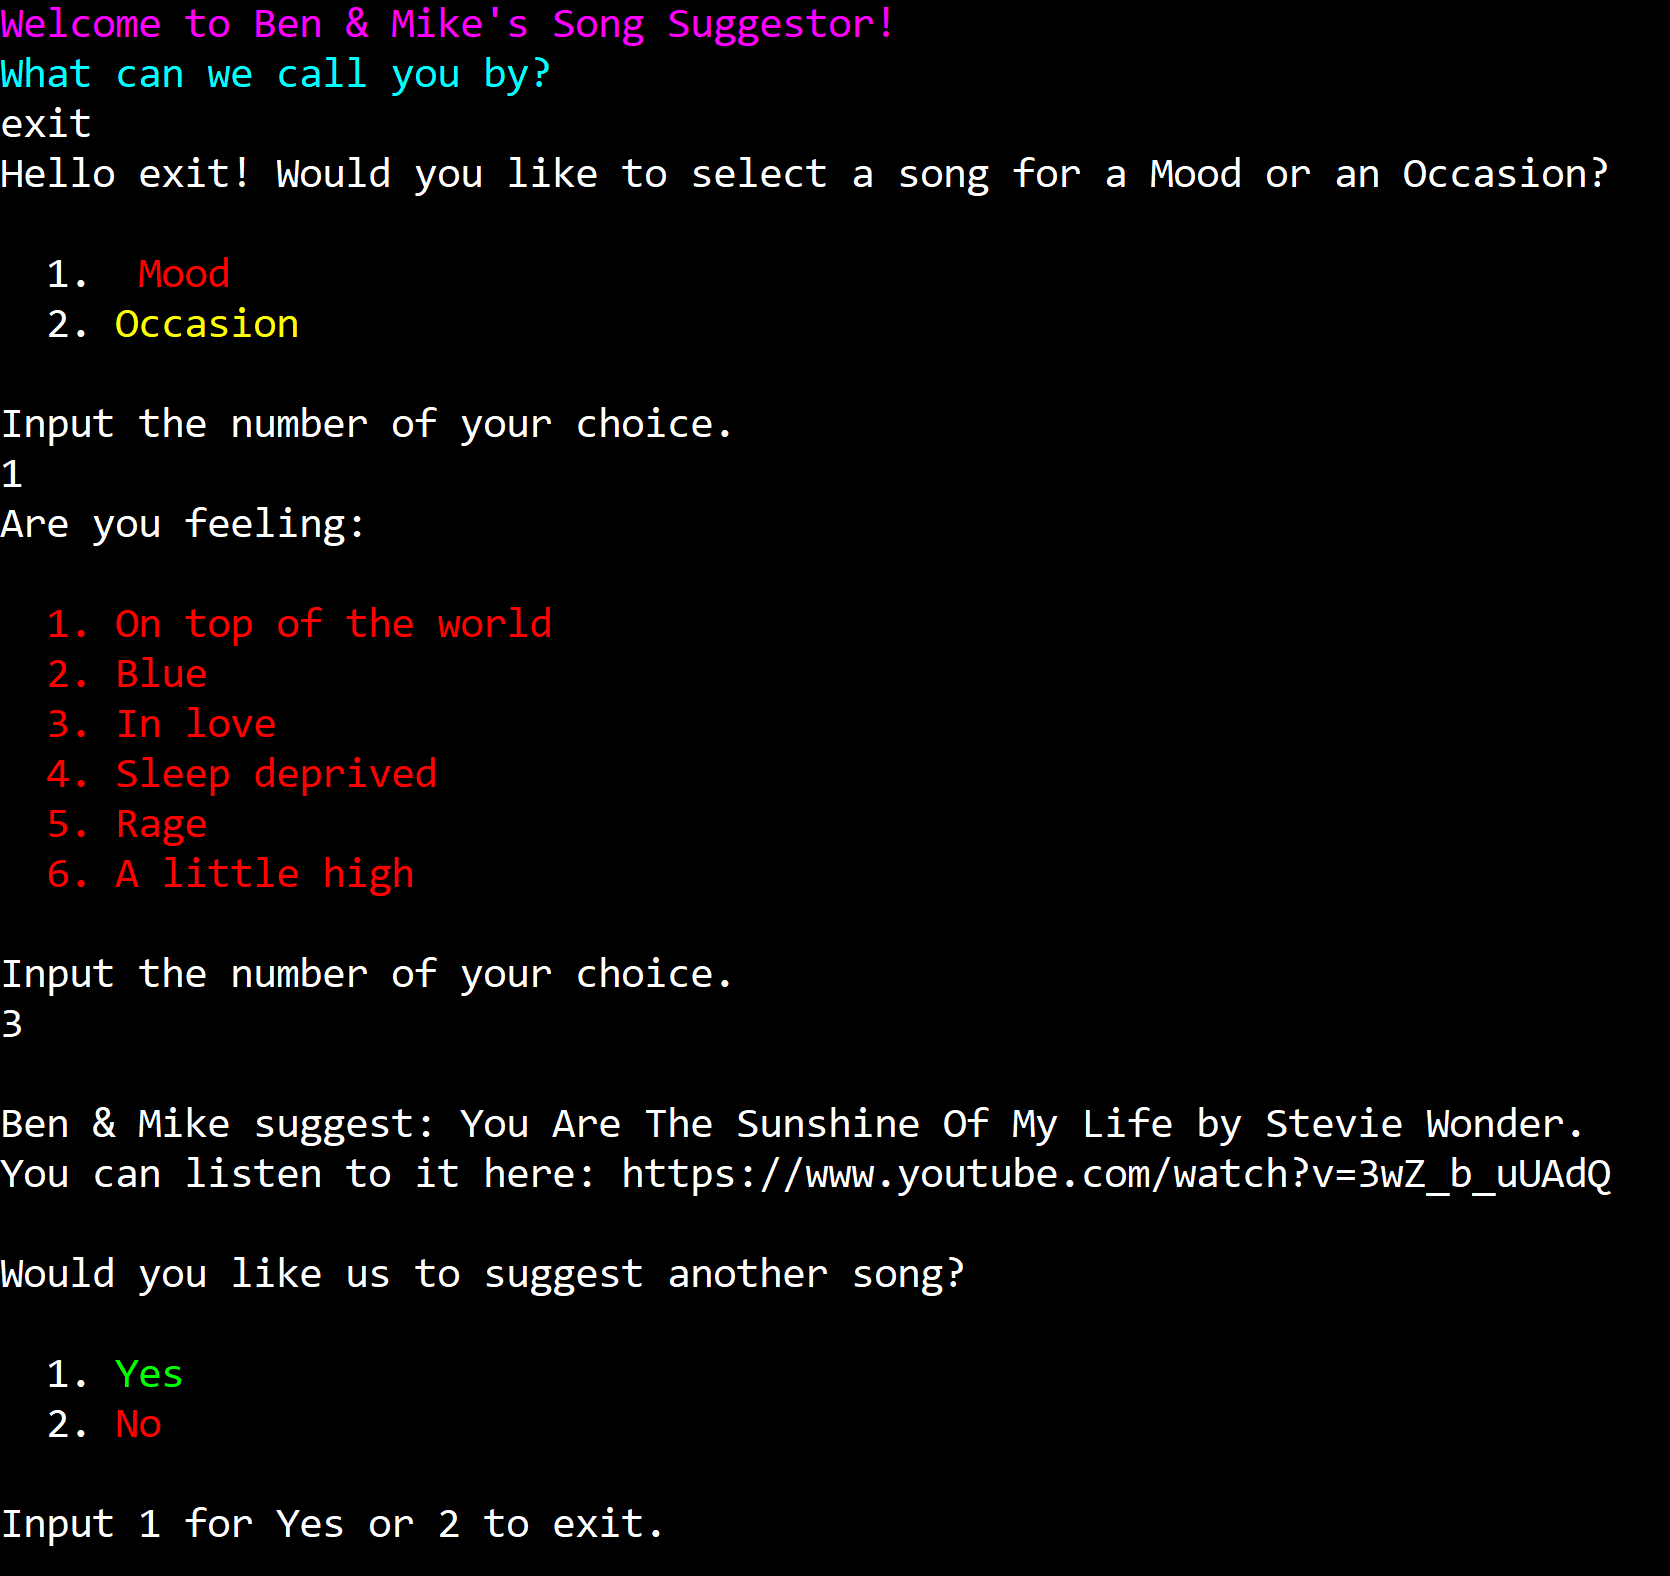 Welcome to Ben & Mike's Song Suggestor!
What can we call you by?
exit
Hello exit! Would you like to select a song for a Mood or an Occasion?
1.  Mood
2. Occasion
Input the number of your choice.
1
Are you feeling:
1. On top of the world
2. Blue
3. In love
4. Sleep deprived
5. Rage
6. A little high
Input the number of your choice.
3
Ben & Mike suggest: You Are The Sunshine Of My Life by Stevie Wonder.
You can listen to it here: https://www.youtube.com/watch?v=3wZ_b_uUAdQ
Would you like us to suggest another song?
1. Yes
2. No
Input 1 for Yes or 2 to exit.